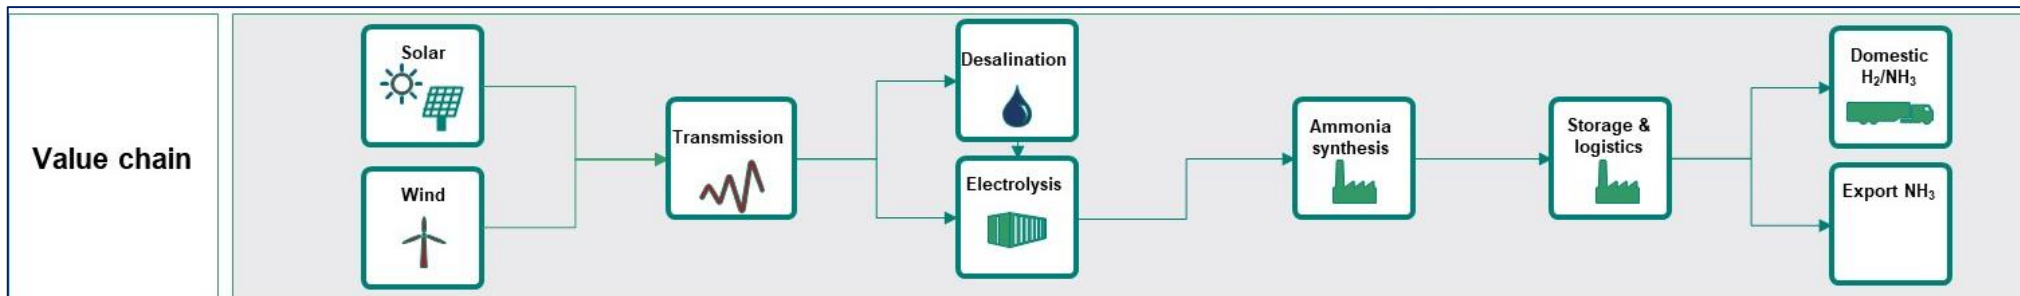 Value chain
Solar
Wind
Transmission
Desalination
Electrolysis
Ammonia
synthesis
Storage &
logistics
Domestic
H₂/NH₃
Export NH₃